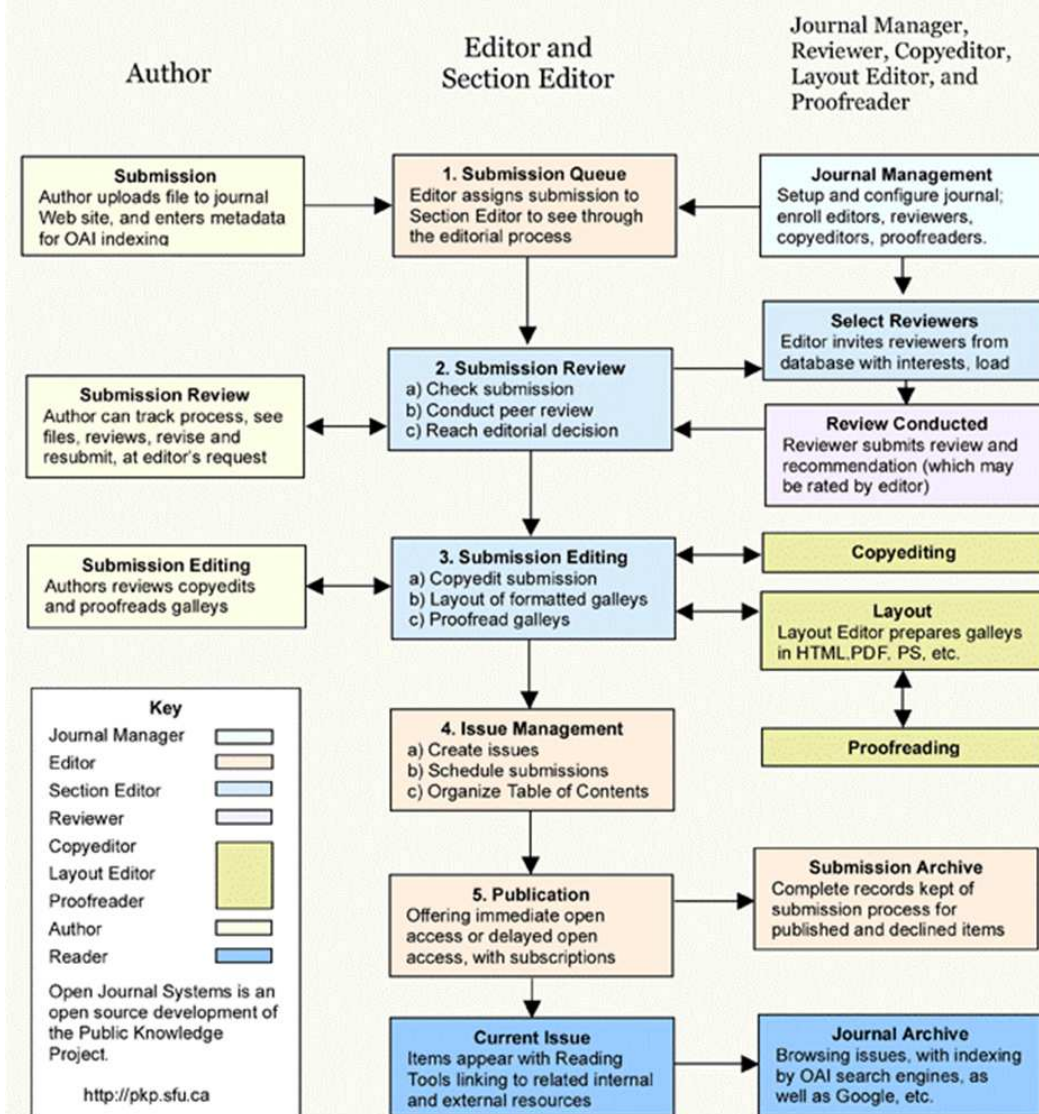 Author
Editor and
Section Editor
Journal Manager,
Reviewer, Copyeditor,
Layout Editor, and
Proofreader
Submission
Author uploads file to journal
Web site, and enters metadata
for OAI indexing
1. Submission Queue
Editor assigns submission to
Section Editor to see through
the editorial process
Journal Management
Setup and configure journal;
enroll editors, reviewers,
copyeditors, proofreaders.
Select Reviewers
Editor invites reviewers from
database with interests, load
2. Submission Review
a) Check submission
b) Conduct peer review
c) Reach editorial decision
Submission Review
Author can track process, see
files, reviews, revise and
resubmit, at editor's request
Review Conducted
Reviewer submits review and
recommendation (which may
be rated by editor)
Submission Editing
Authors reviews copyedits
and proofreads galleys
3. Submission Editing
a) Copyedit submission
b) Layout of formatted galleys
c) Proofread galleys
Copyediting
Layout
Layout Editor prepares galleys
in HTML,PDF, PS, etc.
Proofreading
Key
Journal Manager
Editor
Section Editor
Reviewer
Copyeditor
Layout Editor
Proofreader
Author
Reader
Open Journal Systems is an
open source development of
the Public Knowledge
Project.
http://pkp.sfu.ca
4. Issue Management
a) Create issues
b) Schedule submissions
c) Organize Table of Contents
5. Publication
Offering immediate open
access or delayed open
access, with subscriptions
Submission Archive
Complete records kept of
submission process for
published and declined items
Current Issue
Items appear with Reading
Tools linking to related internal
and external resources
Journal Archive
Browsing issues, with indexing
by OAI search engines, as
well as Google, etc.